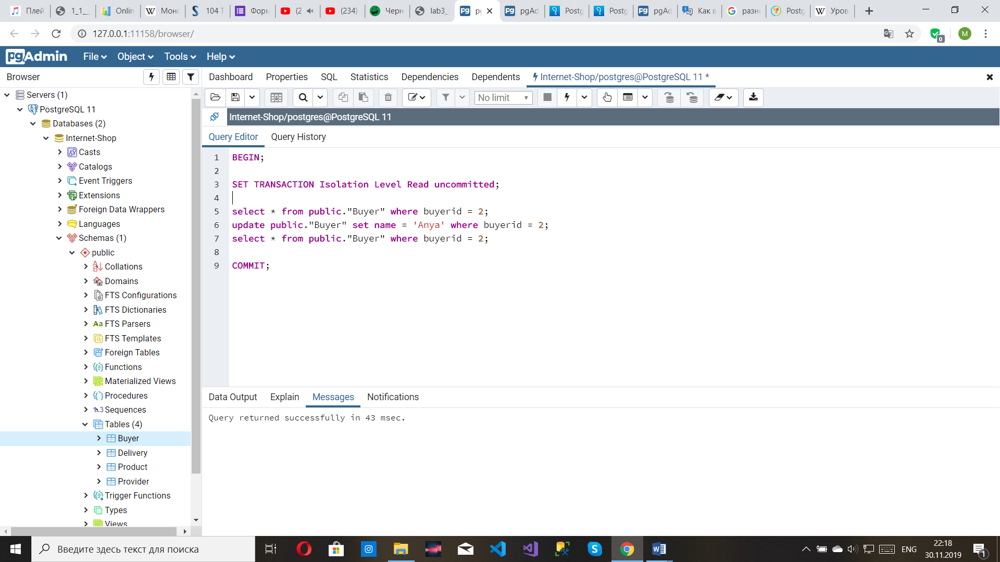 Плей
1_1_
Onlin
Монс
104 Т
Форм
(2
(234)
Черн
lab3_
pg
pgAd
Postg
Postg
pgAd
Как в
разни
Postg
Уров
127.0.0.1:11158/browser/
0
M
pgAdmin File Object Tools Help
Browser
Dashboard Properties SQL Statistics Dependencies Dependents Internet-Shop/postgres@PostgreSQL 11 *
No limit
Internet-Shop/postgres@PostgreSQL 11
Query Editor Query History
Servers (1)
PostgreSQL 11
Databases (2)
Internet-Shop
Casts
Catalogs
Event Triggers
Extensions
Foreign Data Wrappers
Languages
Schemas (1)
public
Collations
Domains
FTS Configurations
FTS Dictionaries
Aa FTS Parsers
FTS Templates
Foreign Tables
Functions
Materialized Views
Procedures
1..3 Sequences
Tables (4)
Buyer
Delivery
Product
Provider
Trigger Functions
Types
Views
1 BEGIN;
2
3 SET TRANSACTION Isolation Level Read uncommitted;
4
5 select * from public."Buyer" where buyerid = 2;
6 update public."Buyer" set name = 'Anya' where buyerid = 2;
7 select * from public."Buyer" where buyerid = 2;
8
9 COMMIT;
Data Output Explain Messages Notifications
Query returned successfully in 43 msec.
Введите здесь текст для поиска
ENG
22:18
30.11.2019
1